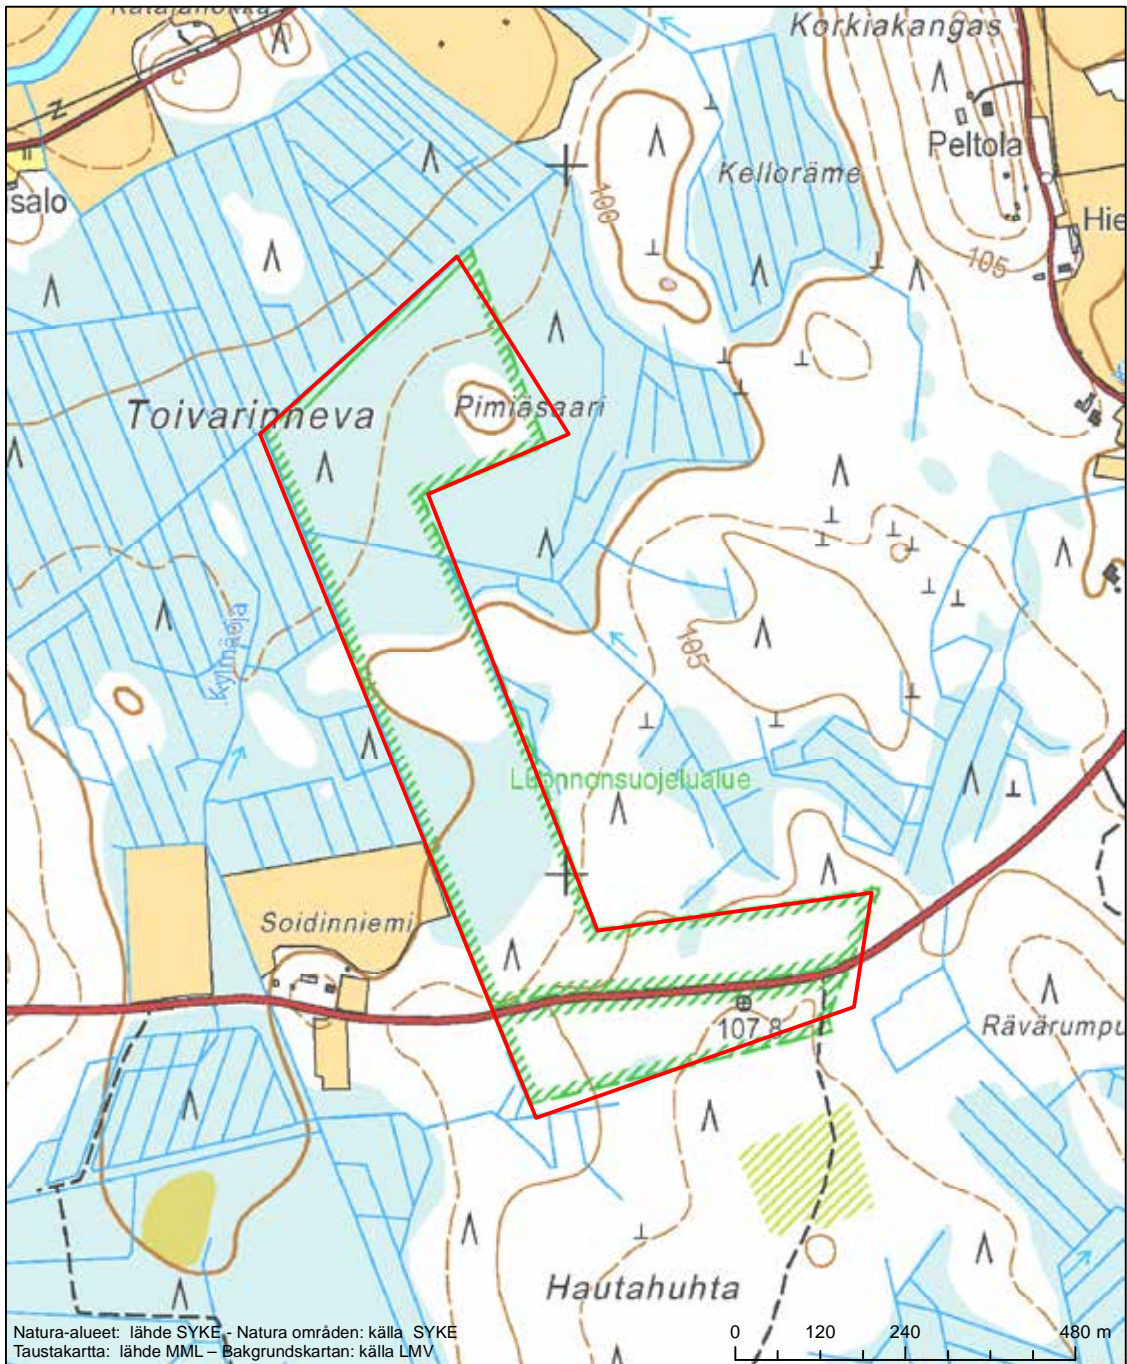 Korkiakangas
Peltola
Kelloräme
salo
100
Hie
105
Toivarinneva
Pimiäsaari
Kylmäoja
105
Luonnonsuojelualue
Soidinniemi
107.8
Rävärumpu
Hautahuhta
Natura-alueet: lähde SYKE - Natura områden: källa SYKE
Taustakartta: lähde MML – Bakgrundskartan: källa LMV
0 120 240 480 m